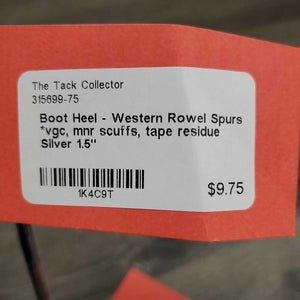 The Tack Collector
315699-75
Boot Heel - Western Rowel Spurs
*vgc, mnr scuffs, tape residue
Silver 1.5"
1K4C9T
$9.75